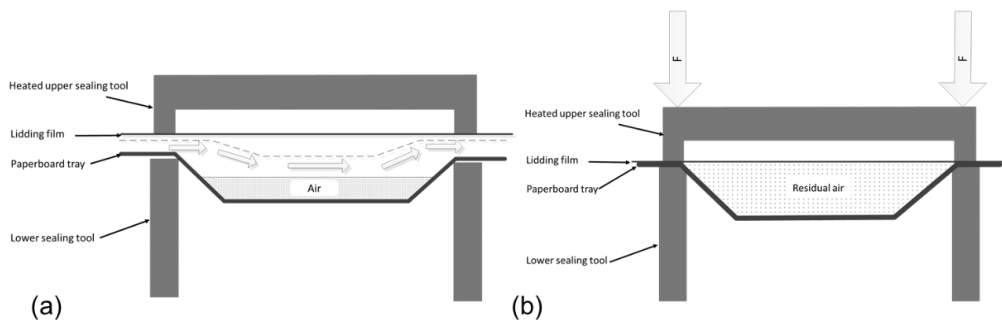 Heated upper sealing tool
Lidding film
Paperboard tray
Air
Lower sealing tool
(a)
F
F
Heated upper sealing tool
Lidding film
Paperboard tray
Residual air
Lower sealing tool
(b)